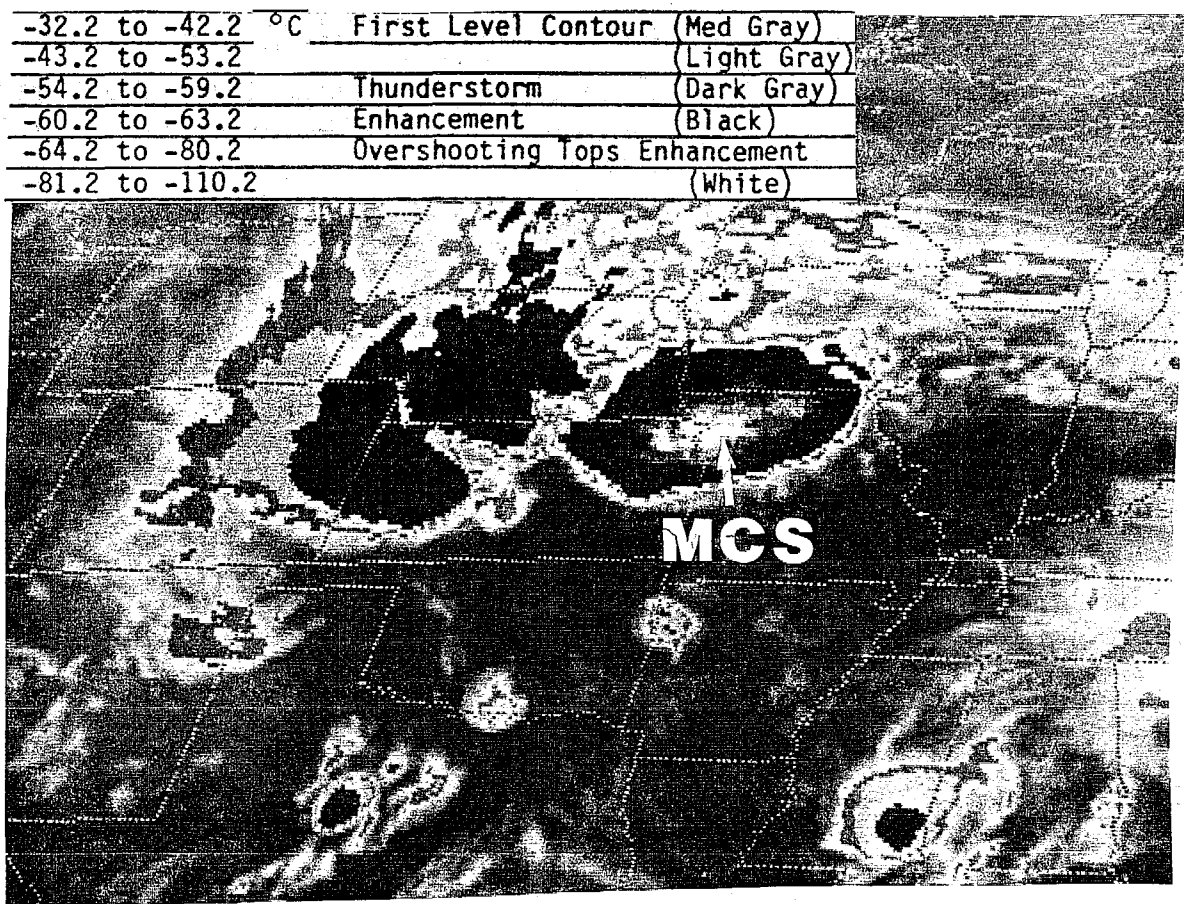 -32.2 to -42.2 °C First Level Contour (Med Gray)
-43.2 to -53.2 (Light Gray)
-54.2 to -59.2 Thunderstorm (Dark Gray)
-60.2 to -63.2 Enhancement (Black)
-64.2 to -80.2 Overshooting Tops Enhancement
-81.2 to -110.2 (White)
MCS